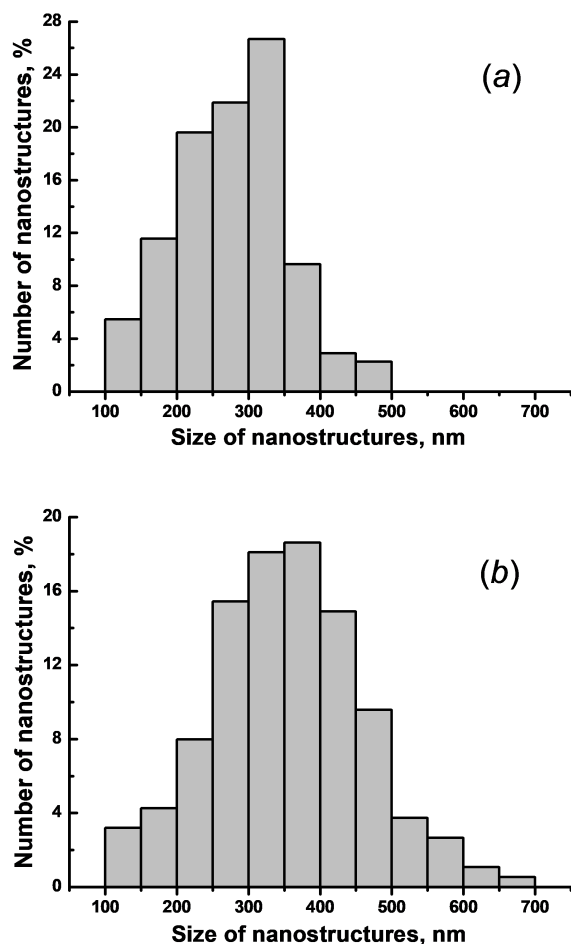 28
24
20
16
12
8
4
0
Number of nanostructures, %
(a)
100 200 300 400 500 600 700
Size of nanostructures, nm
20
16
12
8
4
0
Number of nanostructures, %
(b)
100 200 300 400 500 600 700
Size of nanostructures, nm